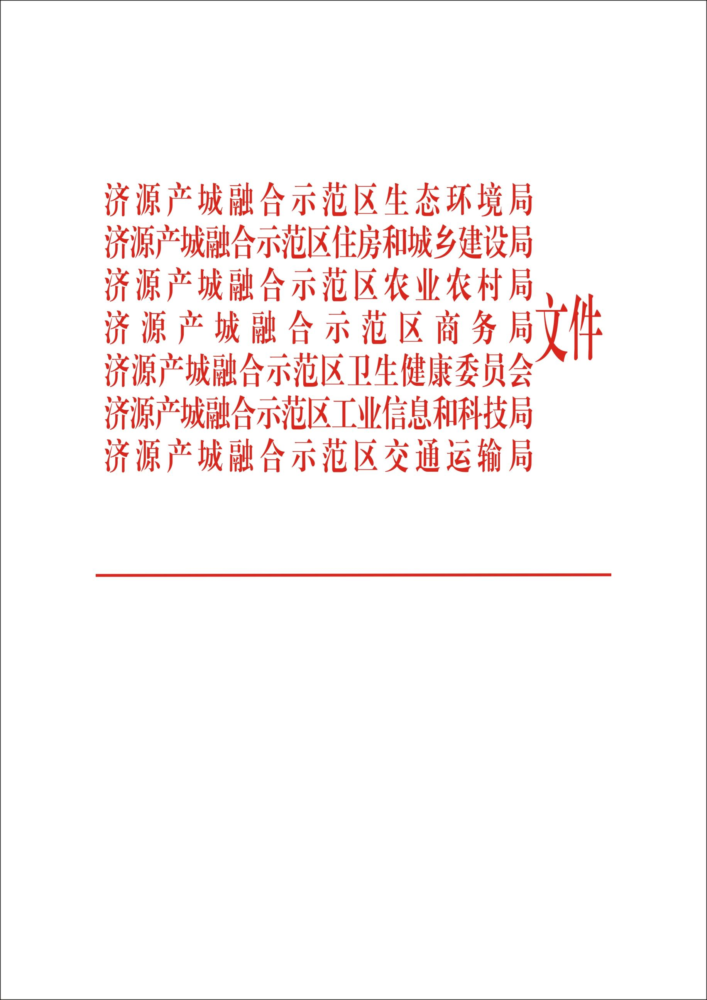 济源产城融合示范区生态环境局
济源产城融合示范区住房和城乡建设局
济源产城融合示范区农业农村局
济源产城融合示范区商务局
济源产城融合示范区卫生健康委员会
济源产城融合示范区工业信息和科技局
济源产城融合示范区交通运输局
文件